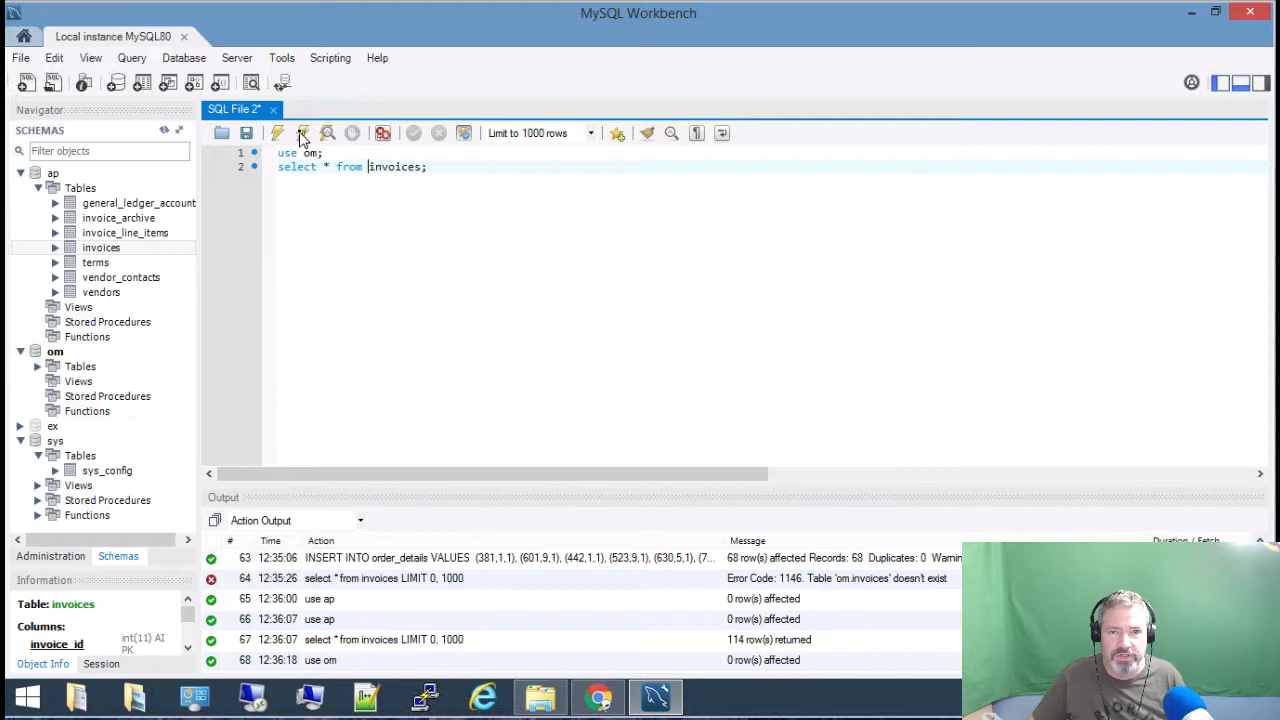 MySQL Workbench
Local instance MySQL80
File Edit View Query Database Server Tools Scripting Help
Navigator
SCHEMAS
Filter objects
ap
Tables
general_ledger_account
invoice_archive
invoice_line_items
invoices
terms
vendor_contacts
vendors
Views
Stored Procedures
Functions
om
Tables
Views
Stored Procedures
Functions
ex
sys
Tables
sys_config
Views
Stored Procedures
Functions
Administration Schemas
Information
Table: invoices
Columns:
invoice_id int(11) AI
PK
Object Info Session
SQL File 2*
Limit to 1000 rows
1 use om;
2 select * from invoices;
Output
Action Output
# Time Action Message Duration / Fetch
63 12:35:06 INSERT INTO order_details VALUES (381,1,1), (601,9,1), (442,1,1), (523,9,1), (630,5,1), (7... 68 row(s) affected Records: 68 Duplicates: 0 Warnin
64 12:35:26 select * from invoices LIMIT 0, 1000 Error Code: 1146. Table 'om.invoices' doesn't exist
65 12:36:00 use ap 0 row(s) affected
66 12:36:07 use ap 0 row(s) affected
67 12:36:07 select * from invoices LIMIT 0, 1000 114 row(s) returned
68 12:36:18 use om 0 row(s) affected